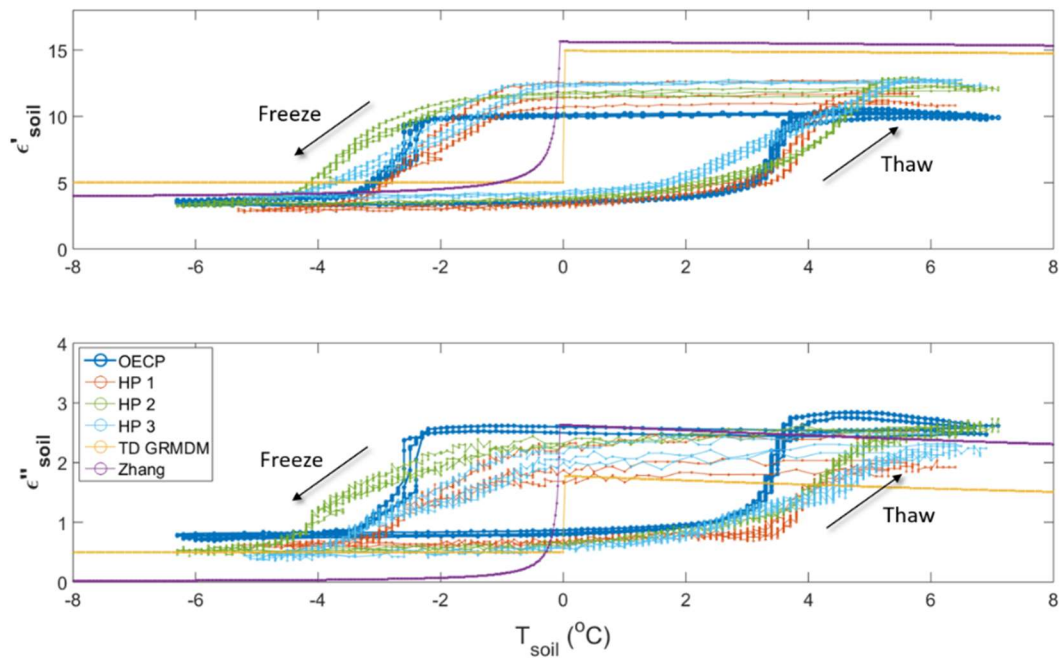 15
10
5
0
ϵ'soil
Freeze
Thaw
-8 -6 -4 -2 0 2 4 6 8
4
3
2
1
0
ϵ"soil
OECP
HP 1
HP 2
HP 3
TD GRMDM
Zhang
Freeze
Thaw
-8 -6 -4 -2 0 2 4 6 8
Tsoil (°C)